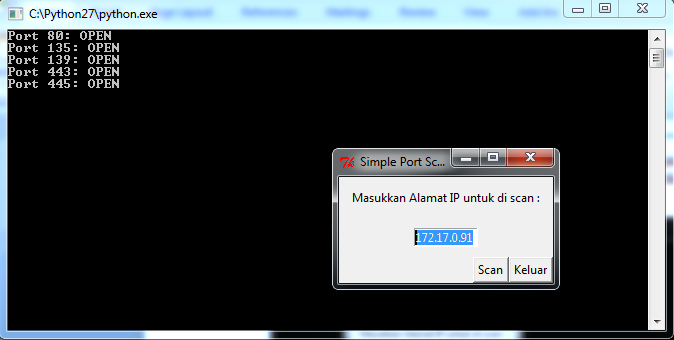 C:\Python27\python.exe
Port 80: OPEN
Port 135: OPEN
Port 139: OPEN
Port 443: OPEN
Port 445: OPEN
Simple Port Sc...
Masukkan Alamat IP untuk di scan :
172.17.0.91
Scan Keluar